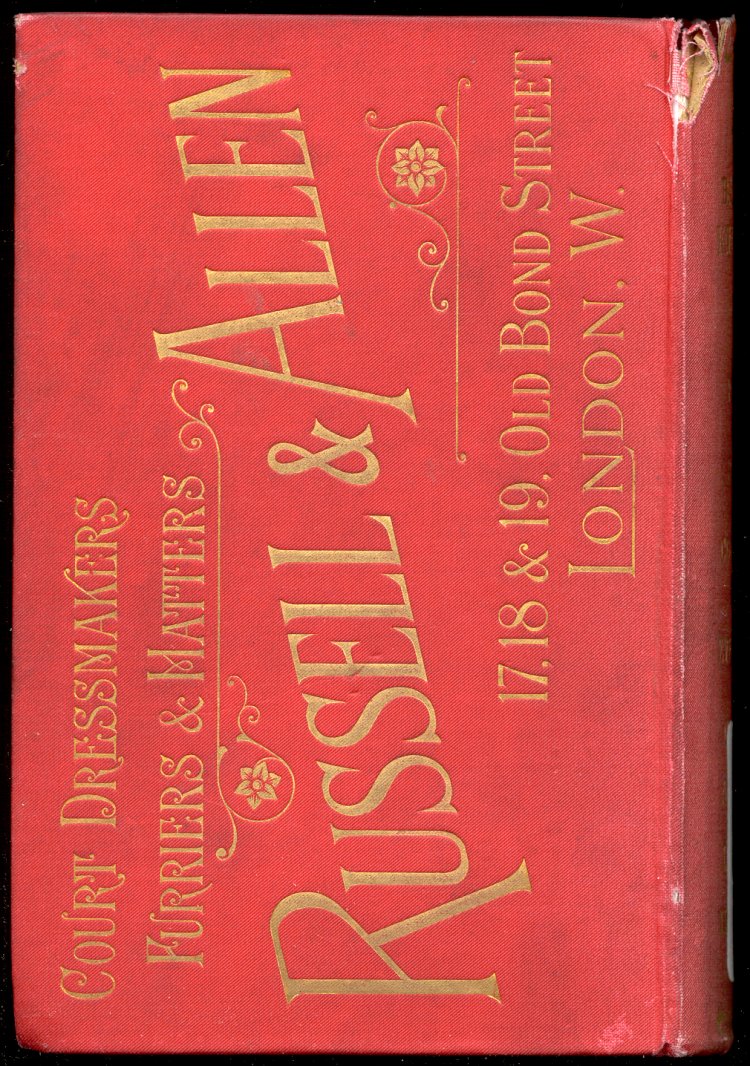 COURT DRESSMAKERS
FURRIERS & HATTERS
RUSSELL & ALLEN
17, 18 & 19, OLD BOND STREET
LONDON. W.